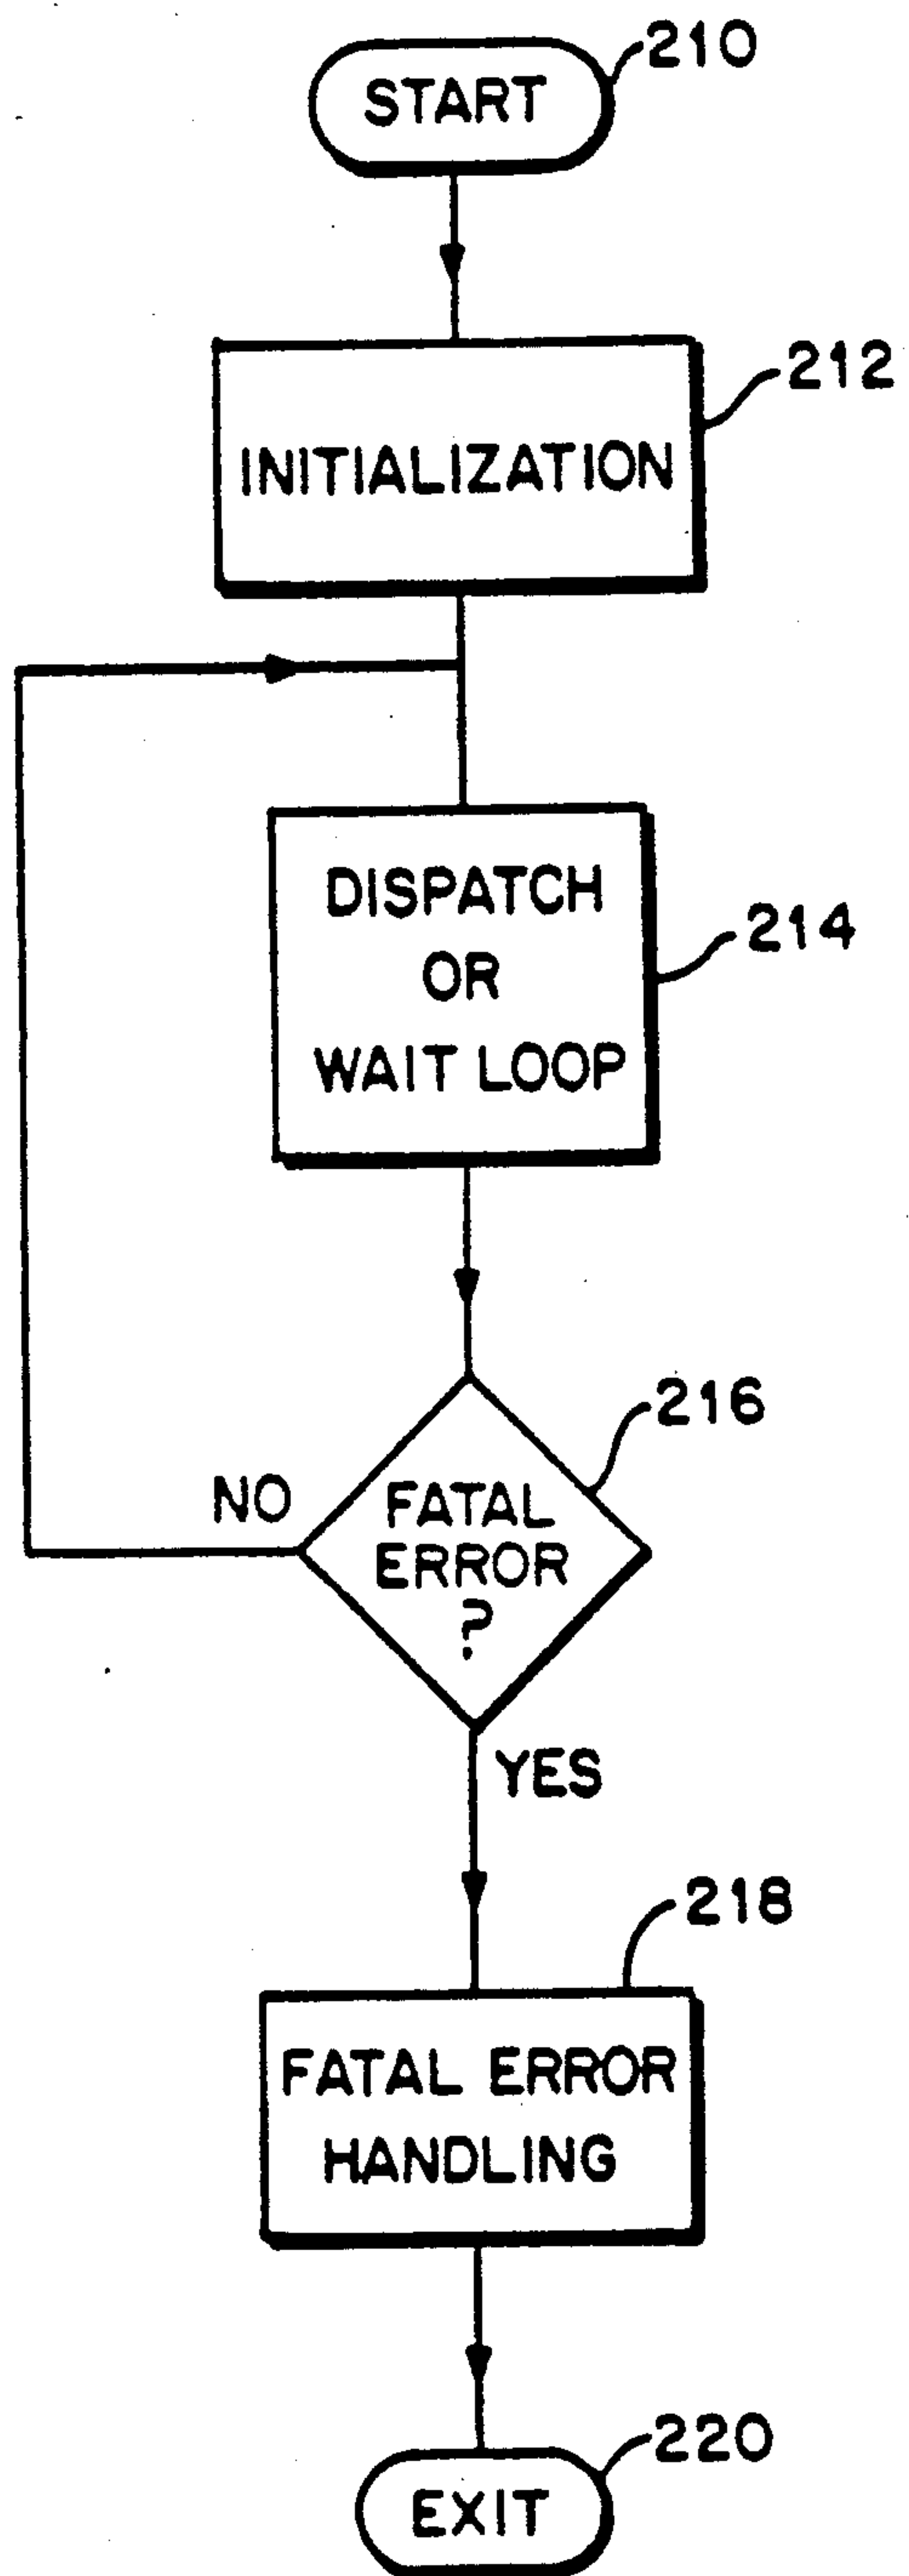 210
START
212
INITIALIZATION
DISPATCH
OR
214
WAIT LOOP
216
NO
FATAL
ERROR
?
YES
218
FATAL ERROR
HANDLING
220
EXIT